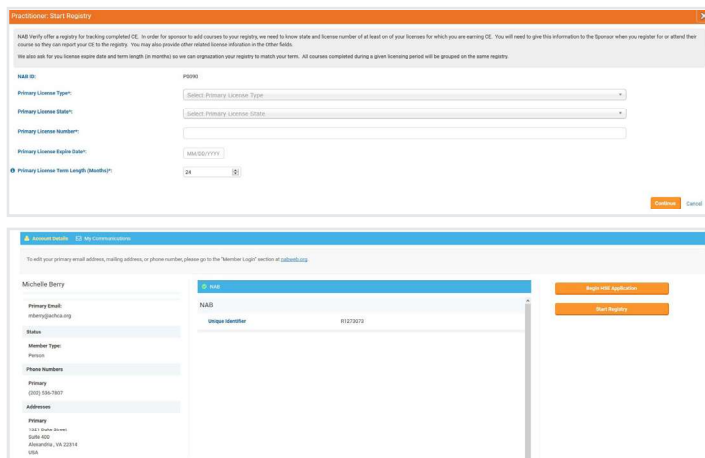 Practitioner: Start Registry
NAB Verify offer a registry for tracking completed CE. In order for sponsor to add courses to your registry, we need to know state and license number of at least on of your licenses for which you are earning CE. You will need to give this information to the Sponsor when you register for or attend their
course so they can report your CE to the registry. You may also provide other related license inforation in the Other fields.
We also ask for you license expire date and term length (in months) so we can orgnaization your registry to match your term. All courses completed during a given licensing period will be grouped on the same registry.
NAB ID: P0090
Primary License Type*: Select Primary License Type
Primary License State*: Select Primary License State
Primary License Number*:
Primary License Expire Date*: MM/DD/YYYY
Primary License Term Length (Months)*: 24
Continue Cancel
Account Details My Communications
To edit your primary email address, mailing address, or phone number, please go to the "Member Login" section at nabweb.org
Michelle Berry
NAB
Begin HSE Application
Primary Email:
NAB
Start Registry
mberry@achca.org
Unique Identifier R1273973
Status
Member Type:
Person
Phone Numbers
Primary
(202) 536-7807
Addresses
Primary
Suite 400
Alexandria , VA 22314
USA